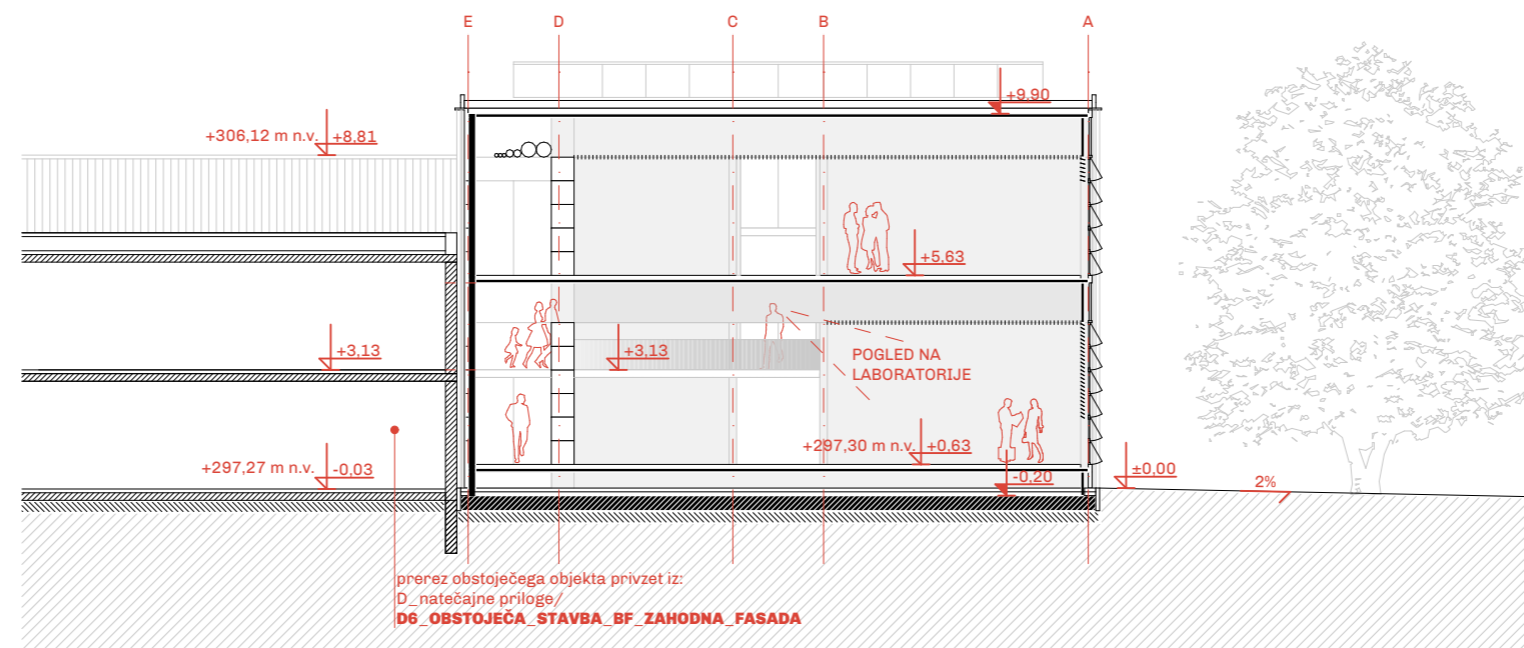 E
D
C
B
A
+9,90
+306,12 m n.v.
+8,81
+5,63
+3,13
+3,13
POGLED NA
LABORATORIJE
+297,30 m n.v.
+0,63
+297,27 m n.v.
-0,03
-0,20
±0,00
2%
prerez obstoječega objekta privzet iz:
D_natečajne priloge/
D6_OBSTOJEČA_STAVBA_BF_ZAHODNA_FASADA